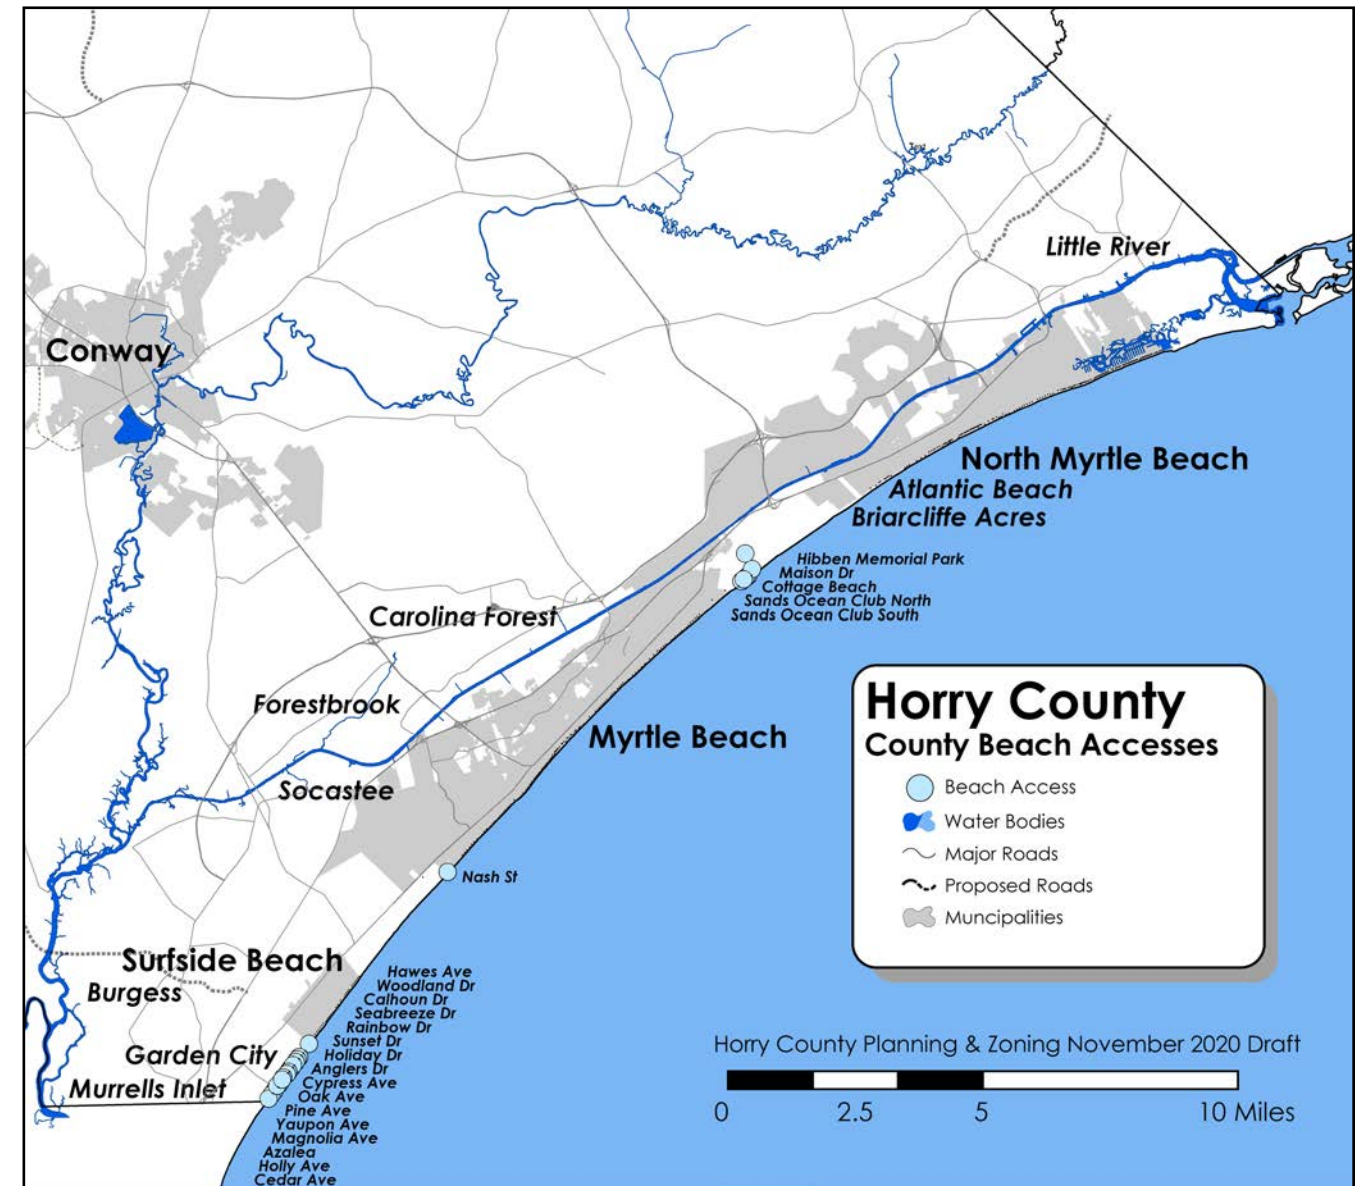 Little River
Conway
North Myrtle Beach
Atlantic Beach
Briarcliffe Acres
Hibben Memorial Park
Maison Dr
Cottage Beach
Sands Ocean Club North
Sands Ocean Club South
Carolina Forest
Forestbrook
Myrtle Beach
Socastee
Nash St
Surfside Beach
Burgess
Garden City
Murrells Inlet
Hawes Ave
Woodland Dr
Calhoun Dr
Seabreeze Dr
Rainbow Dr
Sunset Dr
Holiday Dr
Anglers Dr
Cypress Ave
Oak Ave
Pine Ave
Yaupon Ave
Magnolia Ave
Azalea
Holly Ave
Cedar Ave
Horry County
County Beach Accesses
Beach Access
Water Bodies
Major Roads
Proposed Roads
Muncipalities
Horry County Planning & Zoning November 2020 Draft
0 2.5 5 10 Miles